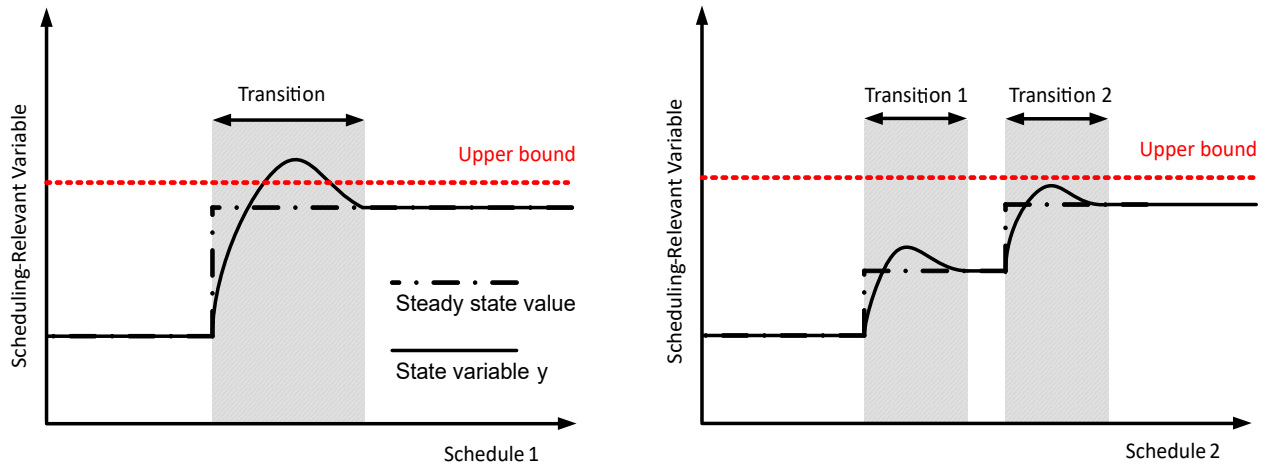 Scheduling-Relevant Variable
Transition
Upper bound
Steady state value
State variable y
Schedule 1
Scheduling-Relevant Variable
Transition 1
Transition 2
Upper bound
Schedule 2